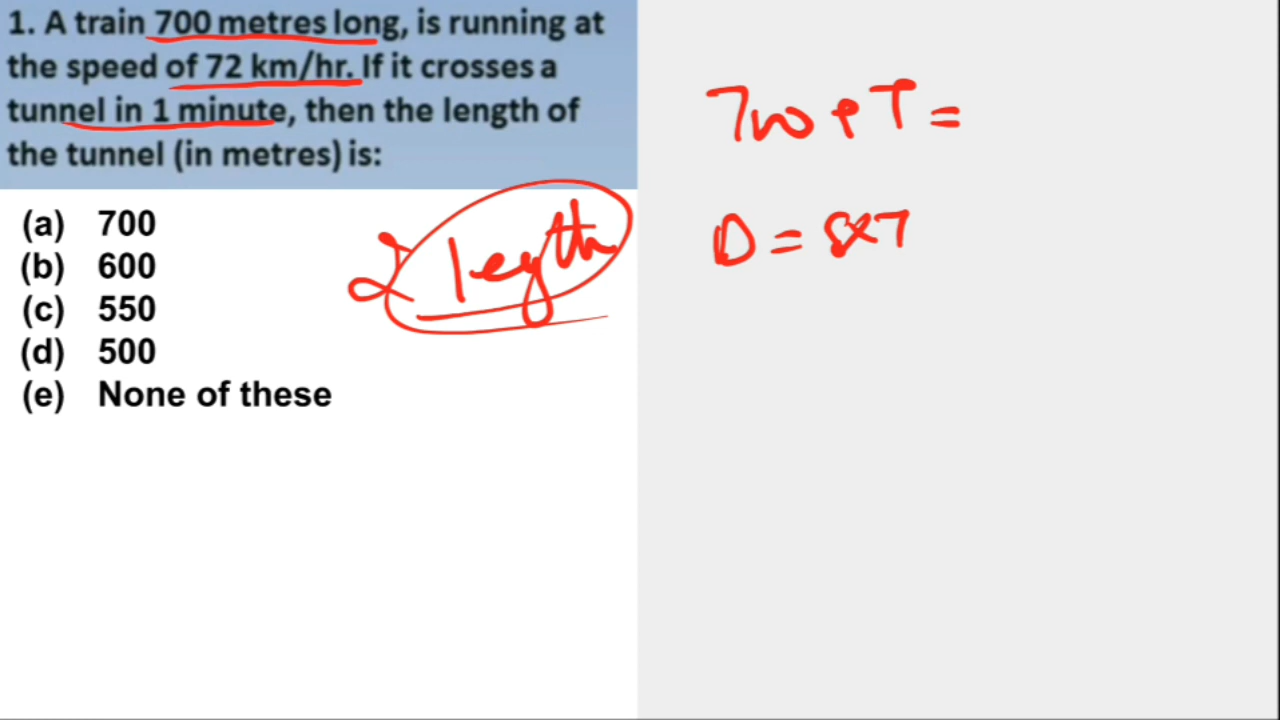 1. A train 700 metres long, is running at
the speed of 72 km/hr. If it crosses a
tunnel in 1 minute, then the length of
the tunnel (in metres) is:
(a) 700
(b) 600
(c) 550
(d) 500
(e) None of these
2 length
700 + T =
D = S×T